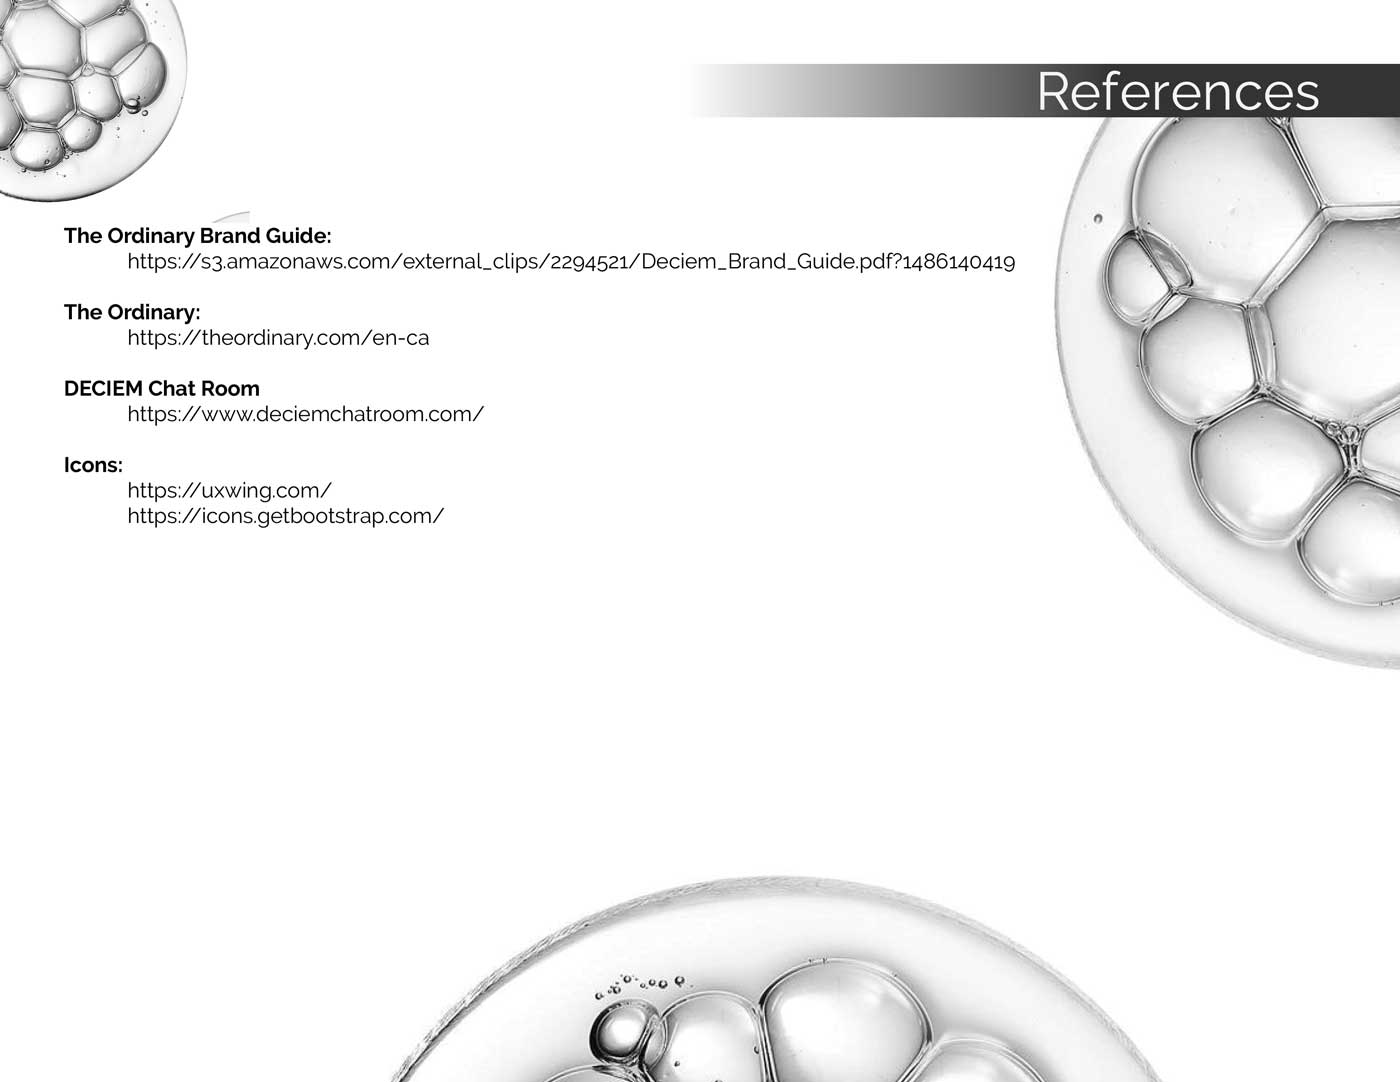 References
The Ordinary Brand Guide:
https://s3.amazonaws.com/external_clips/2294521/Deciem_Brand_Guide.pdf?1486140419
The Ordinary:
https://theordinary.com/en-ca
DECIEM Chat Room
https://www.deciemchatroom.com/
Icons:
https://uxwing.com/
https://icons.getbootstrap.com/